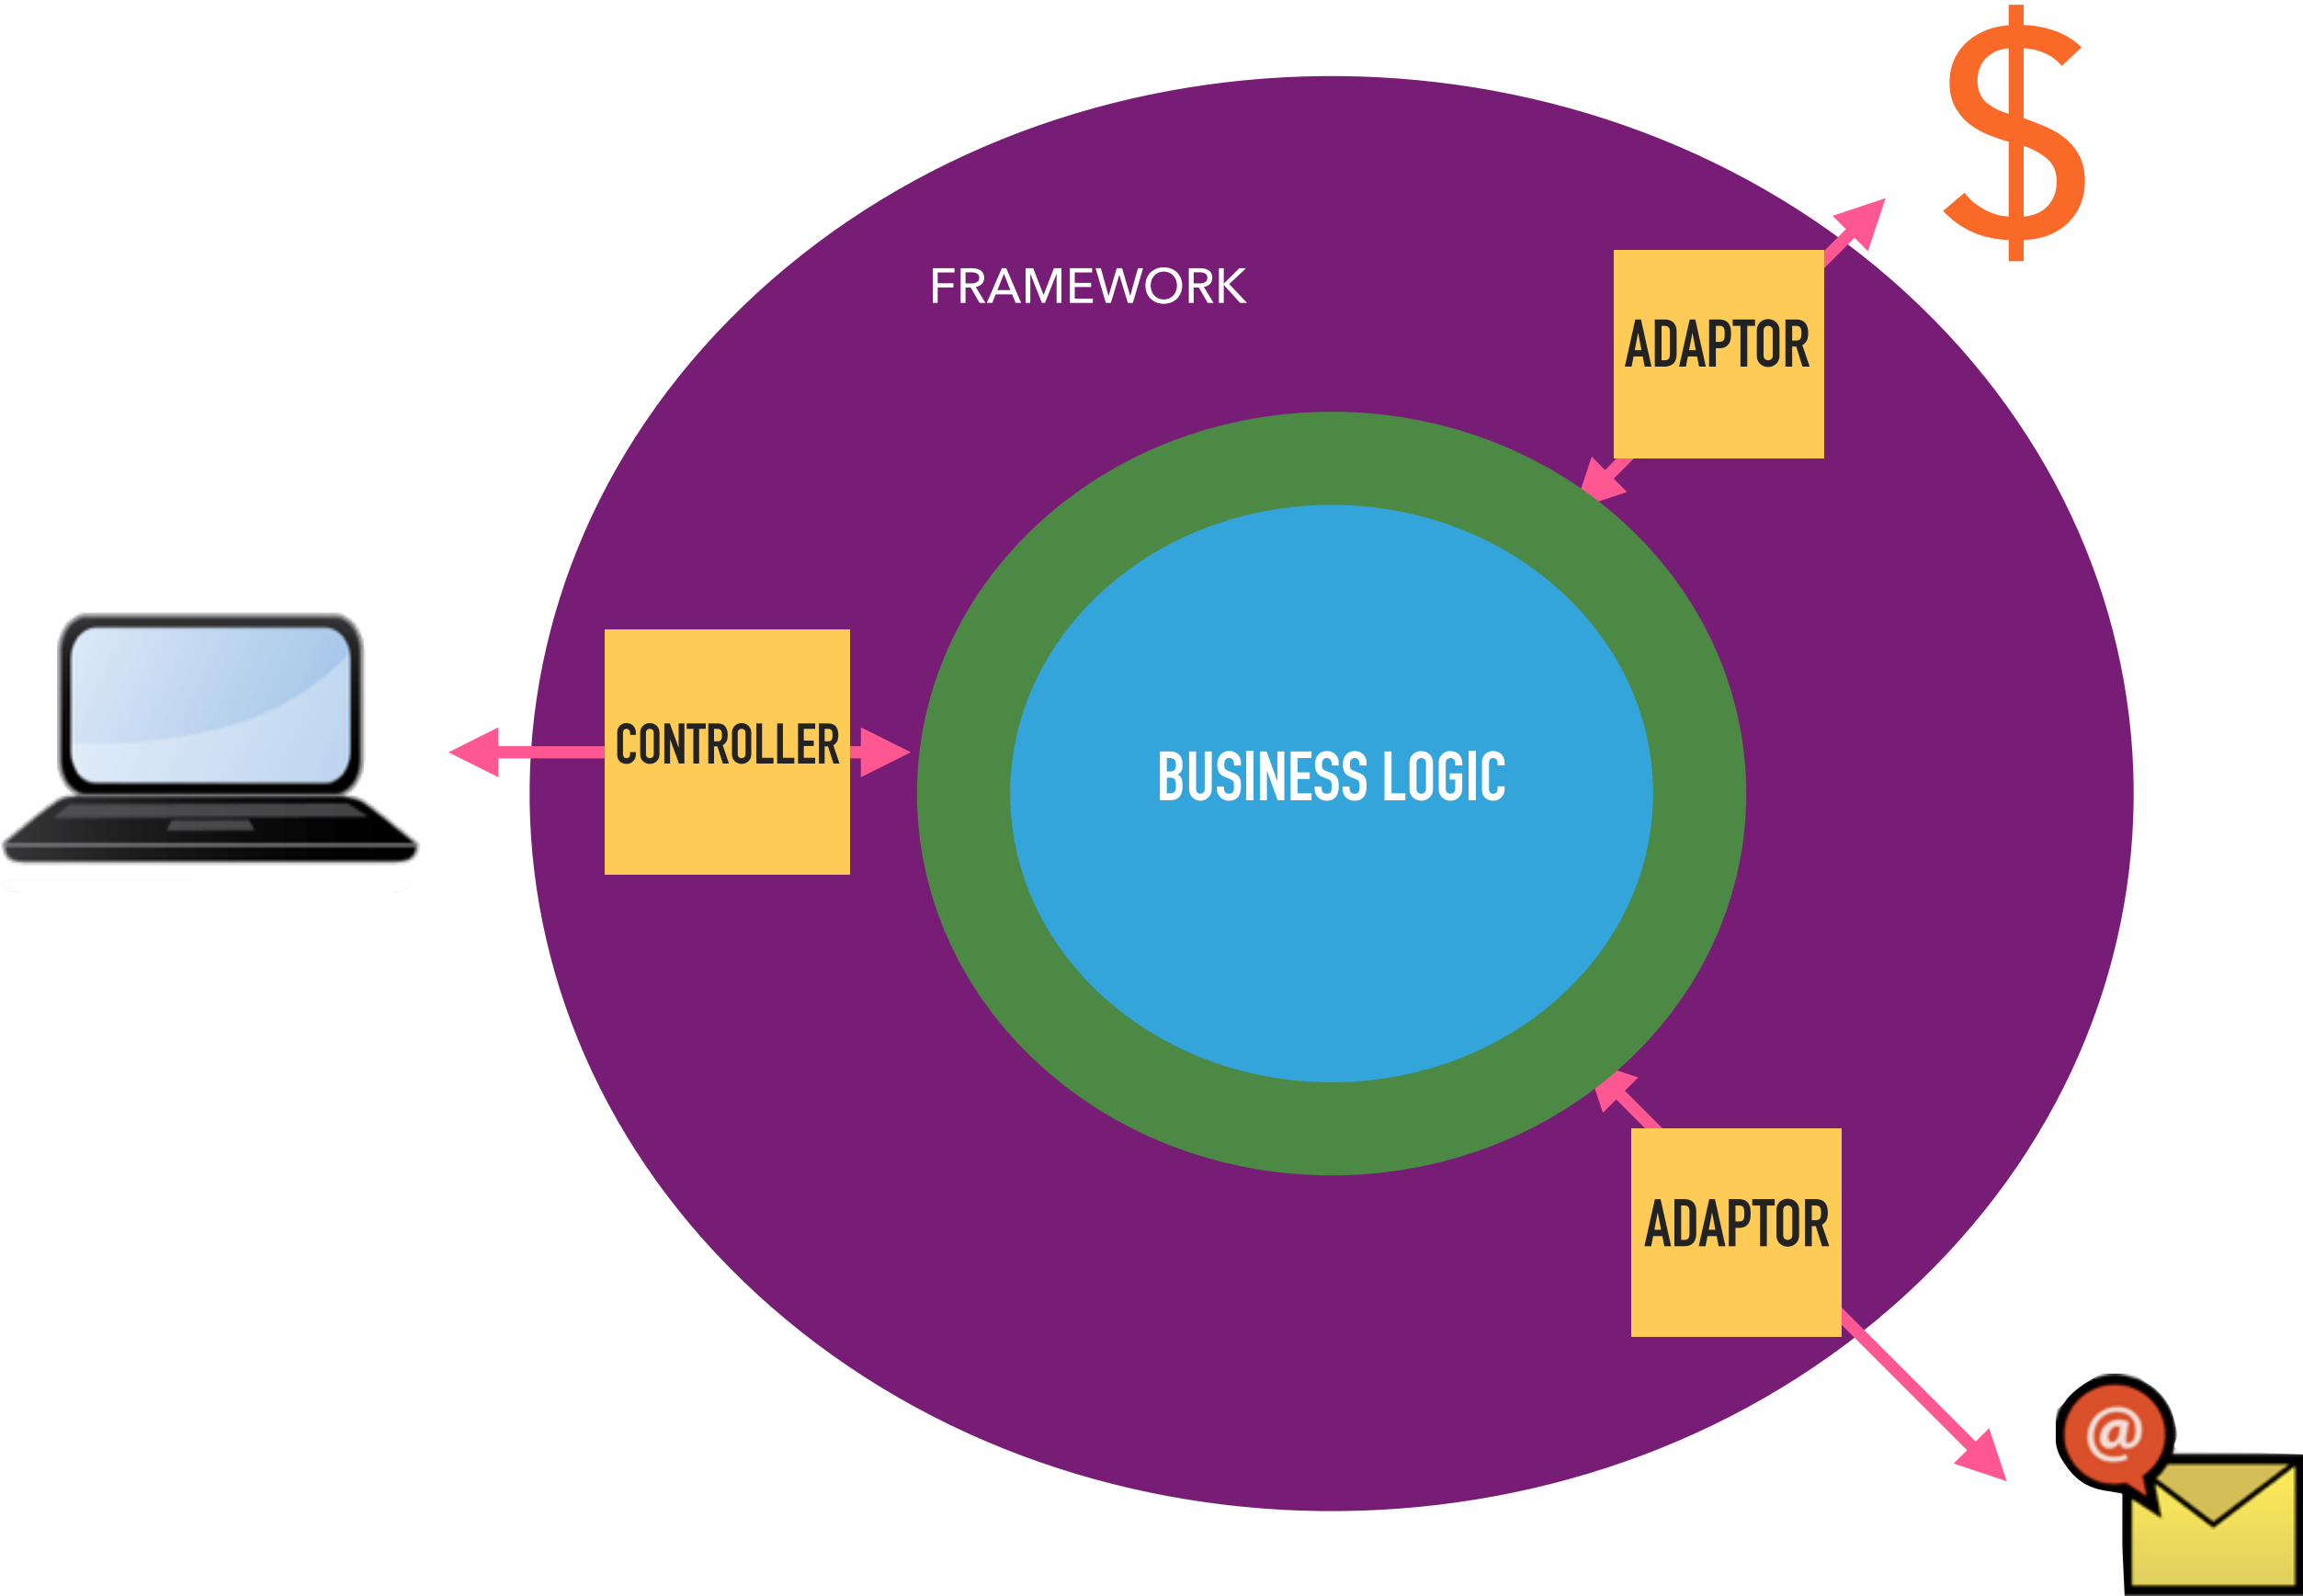 $
FRAMEWORK
ADAPTOR
CONTROLLER
BUSINESS LOGIC
ADAPTOR
@